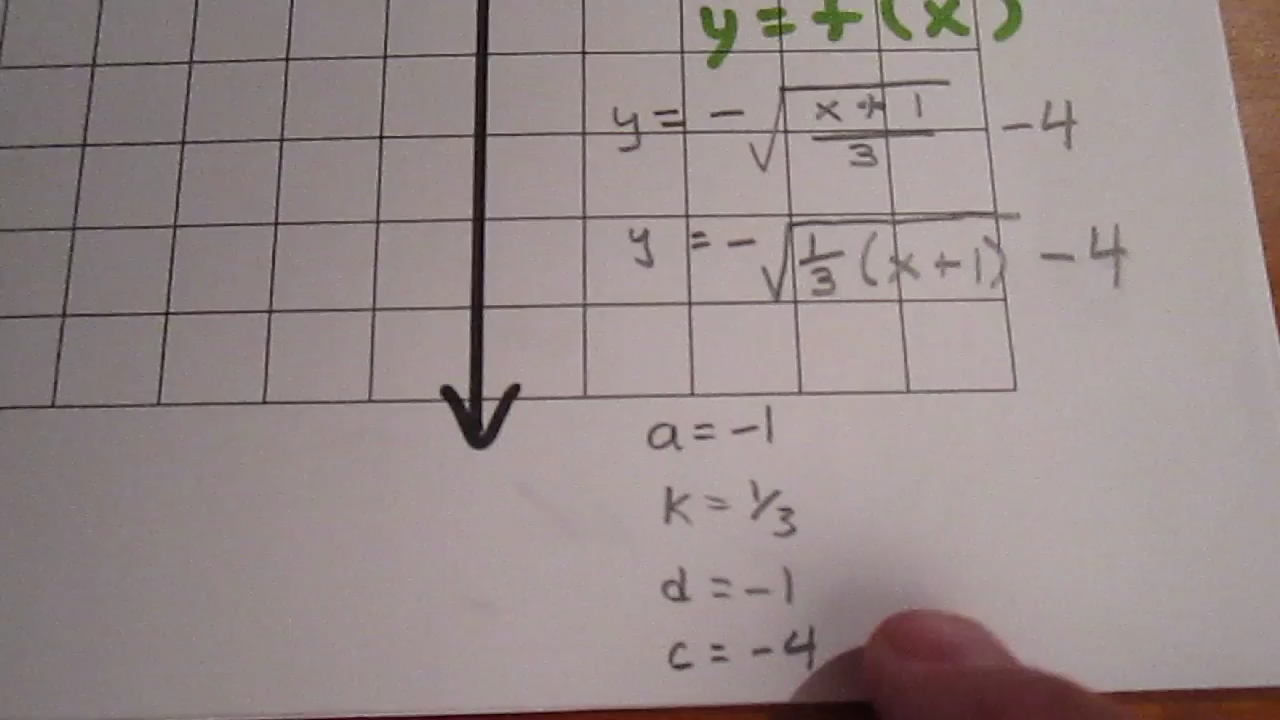 y = f(x)
y = -√((x + 1)/3) - 4
y = -√(1/3 (x + 1)) - 4
a = -1
k = 1/3
d = -1
c = -4